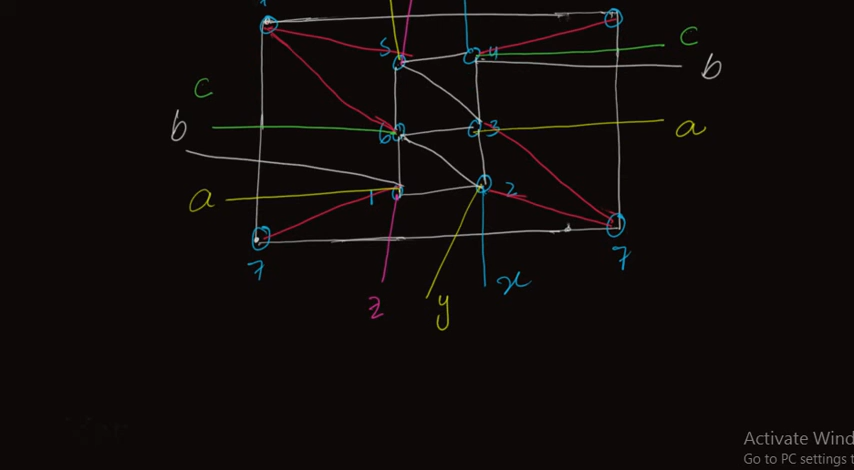 5 4 c
b
c
b 6 3 a
a 1 2
7 7
z y x
Activate Wind
Go to PC settings t